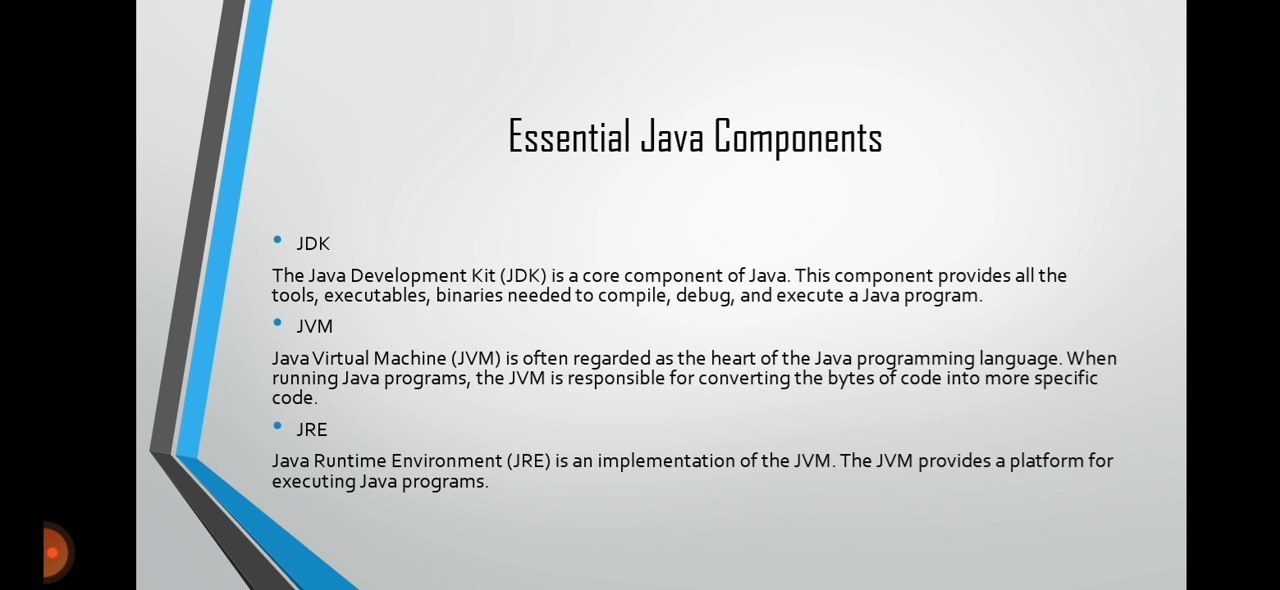 Essential Java Components
• JDK
The Java Development Kit (JDK) is a core component of Java. This component provides all the
tools, executables, binaries needed to compile, debug, and execute a Java program.
• JVM
Java Virtual Machine (JVM) is often regarded as the heart of the Java programming language. When
running Java programs, the JVM is responsible for converting the bytes of code into more specific
code.
• JRE
Java Runtime Environment (JRE) is an implementation of the JVM. The JVM provides a platform for
executing Java programs.